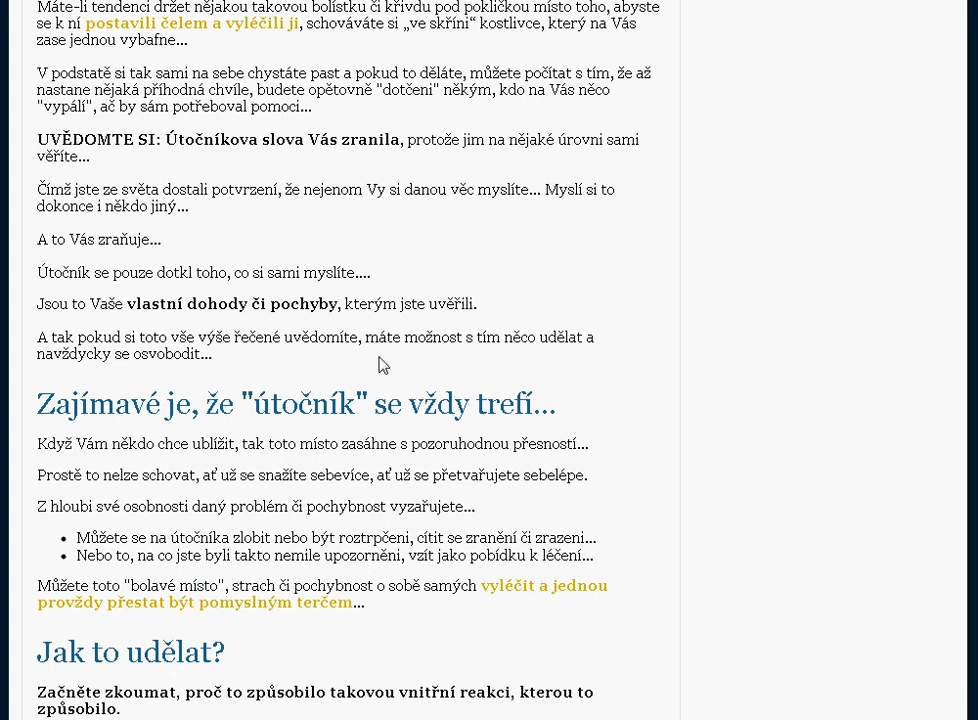 Máte-li tendenci držet nějakou takovou bolístku či křivdu pod pokličkou místo toho, abyste
se k ní postavili čelem a vyléčili ji, schováváte si „ve skříni“ kostlivce, který na Vás
zase jednou vybafne...
V podstatě si tak sami na sebe chystáte past a pokud to děláte, můžete počítat s tím, že až
nastane nějaká příhodná chvíle, budete opětovně "dotčeni" někým, kdo na Vás něco
"vypálí", ač by sám potřeboval pomoci...
UVĚDOMTE SI: Útočníkova slova Vás zranila, protože jim na nějaké úrovni sami
věříte...
Čímž jste ze světa dostali potvrzení, že nejenom Vy si danou věc myslíte... Myslí si to
dokonce i někdo jiný...
A to Vás zraňuje...
Útočník se pouze dotkl toho, co si sami myslíte....
Jsou to Vaše vlastní dohody či pochyby, kterým jste uvěřili.
A tak pokud si toto vše výše řečené uvědomíte, máte možnost s tím něco udělat a
navždycky se osvobodit...
Zajímavé je, že "útočník" se vždy trefí...
Když Vám někdo chce ublížit, tak toto místo zasáhne s pozoruhodnou přesností...
Prostě to nelze schovat, ať už se snažíte sebevíce, ať už se přetvařujete sebelépe.
Z hloubi své osobnosti daný problém či pochybnost vyzařujete...
• Můžete se na útočníka zlobit nebo být roztrpčeni, cítit se zranění či zrazeni...
• Nebo to, na co jste byli takto nemile upozorněni, vzít jako pobídku k léčení...
Můžete toto "bolavé místo", strach či pochybnost o sobě samých vyléčit a jednou
provždy přestat být pomyslným terčem...
Jak to udělat?
Začněte zkoumat, proč to způsobilo takovou vnitřní reakci, kterou to
způsobilo.